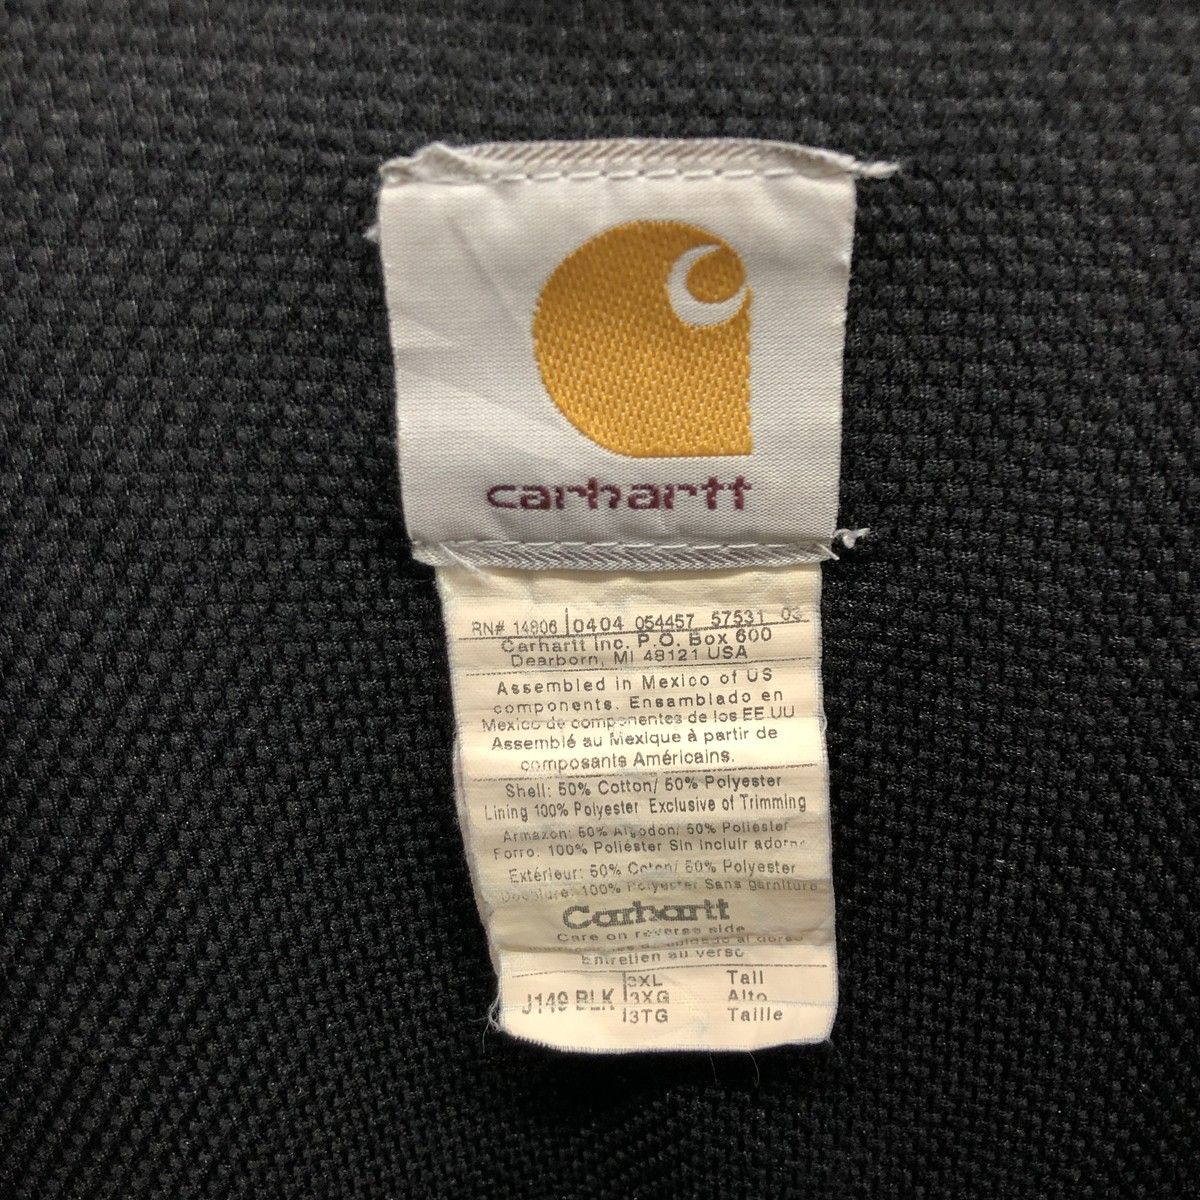 carhartt
RN# 14806 0404 054457 57531 03
Carhartt Inc. P.O. Box 600
Dearborn, MI 48121 USA
Assembled in Mexico of US
components. Ensamblado en
Mexico de componentes de los EE UU
Assemblé au Mexique à partir de
composants Américains.
Shell: 50% Cotton/ 50% Polyester
Lining 100% Polyester Exclusive of Trimming
Armazon: 50% Algodon/ 50% Poliester
Forro: 100% Poliéster Sin incluir
Extérieur: 50% Coton/ 50% Polyester
100% Polyester Sans garniture
Carhartt
Care on reverse side
al dorso
Entretien au verso
3XL Tall
J149 BLK 3XG Alto
3TG Taille